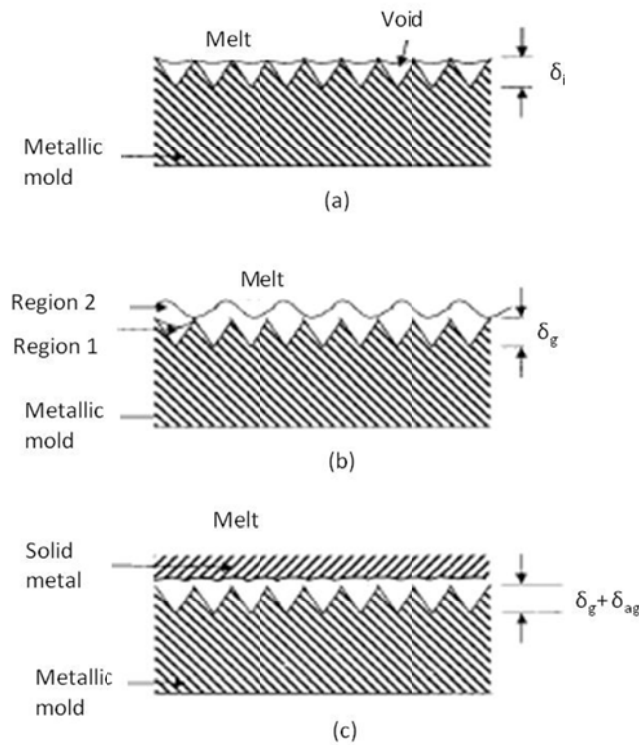 Melt
Void
δi
Metallic
mold
(a)
Melt
Region 2
Region 1
δg
Metallic
mold
(b)
Melt
Solid
metal
δg + δag
Metallic
mold
(c)